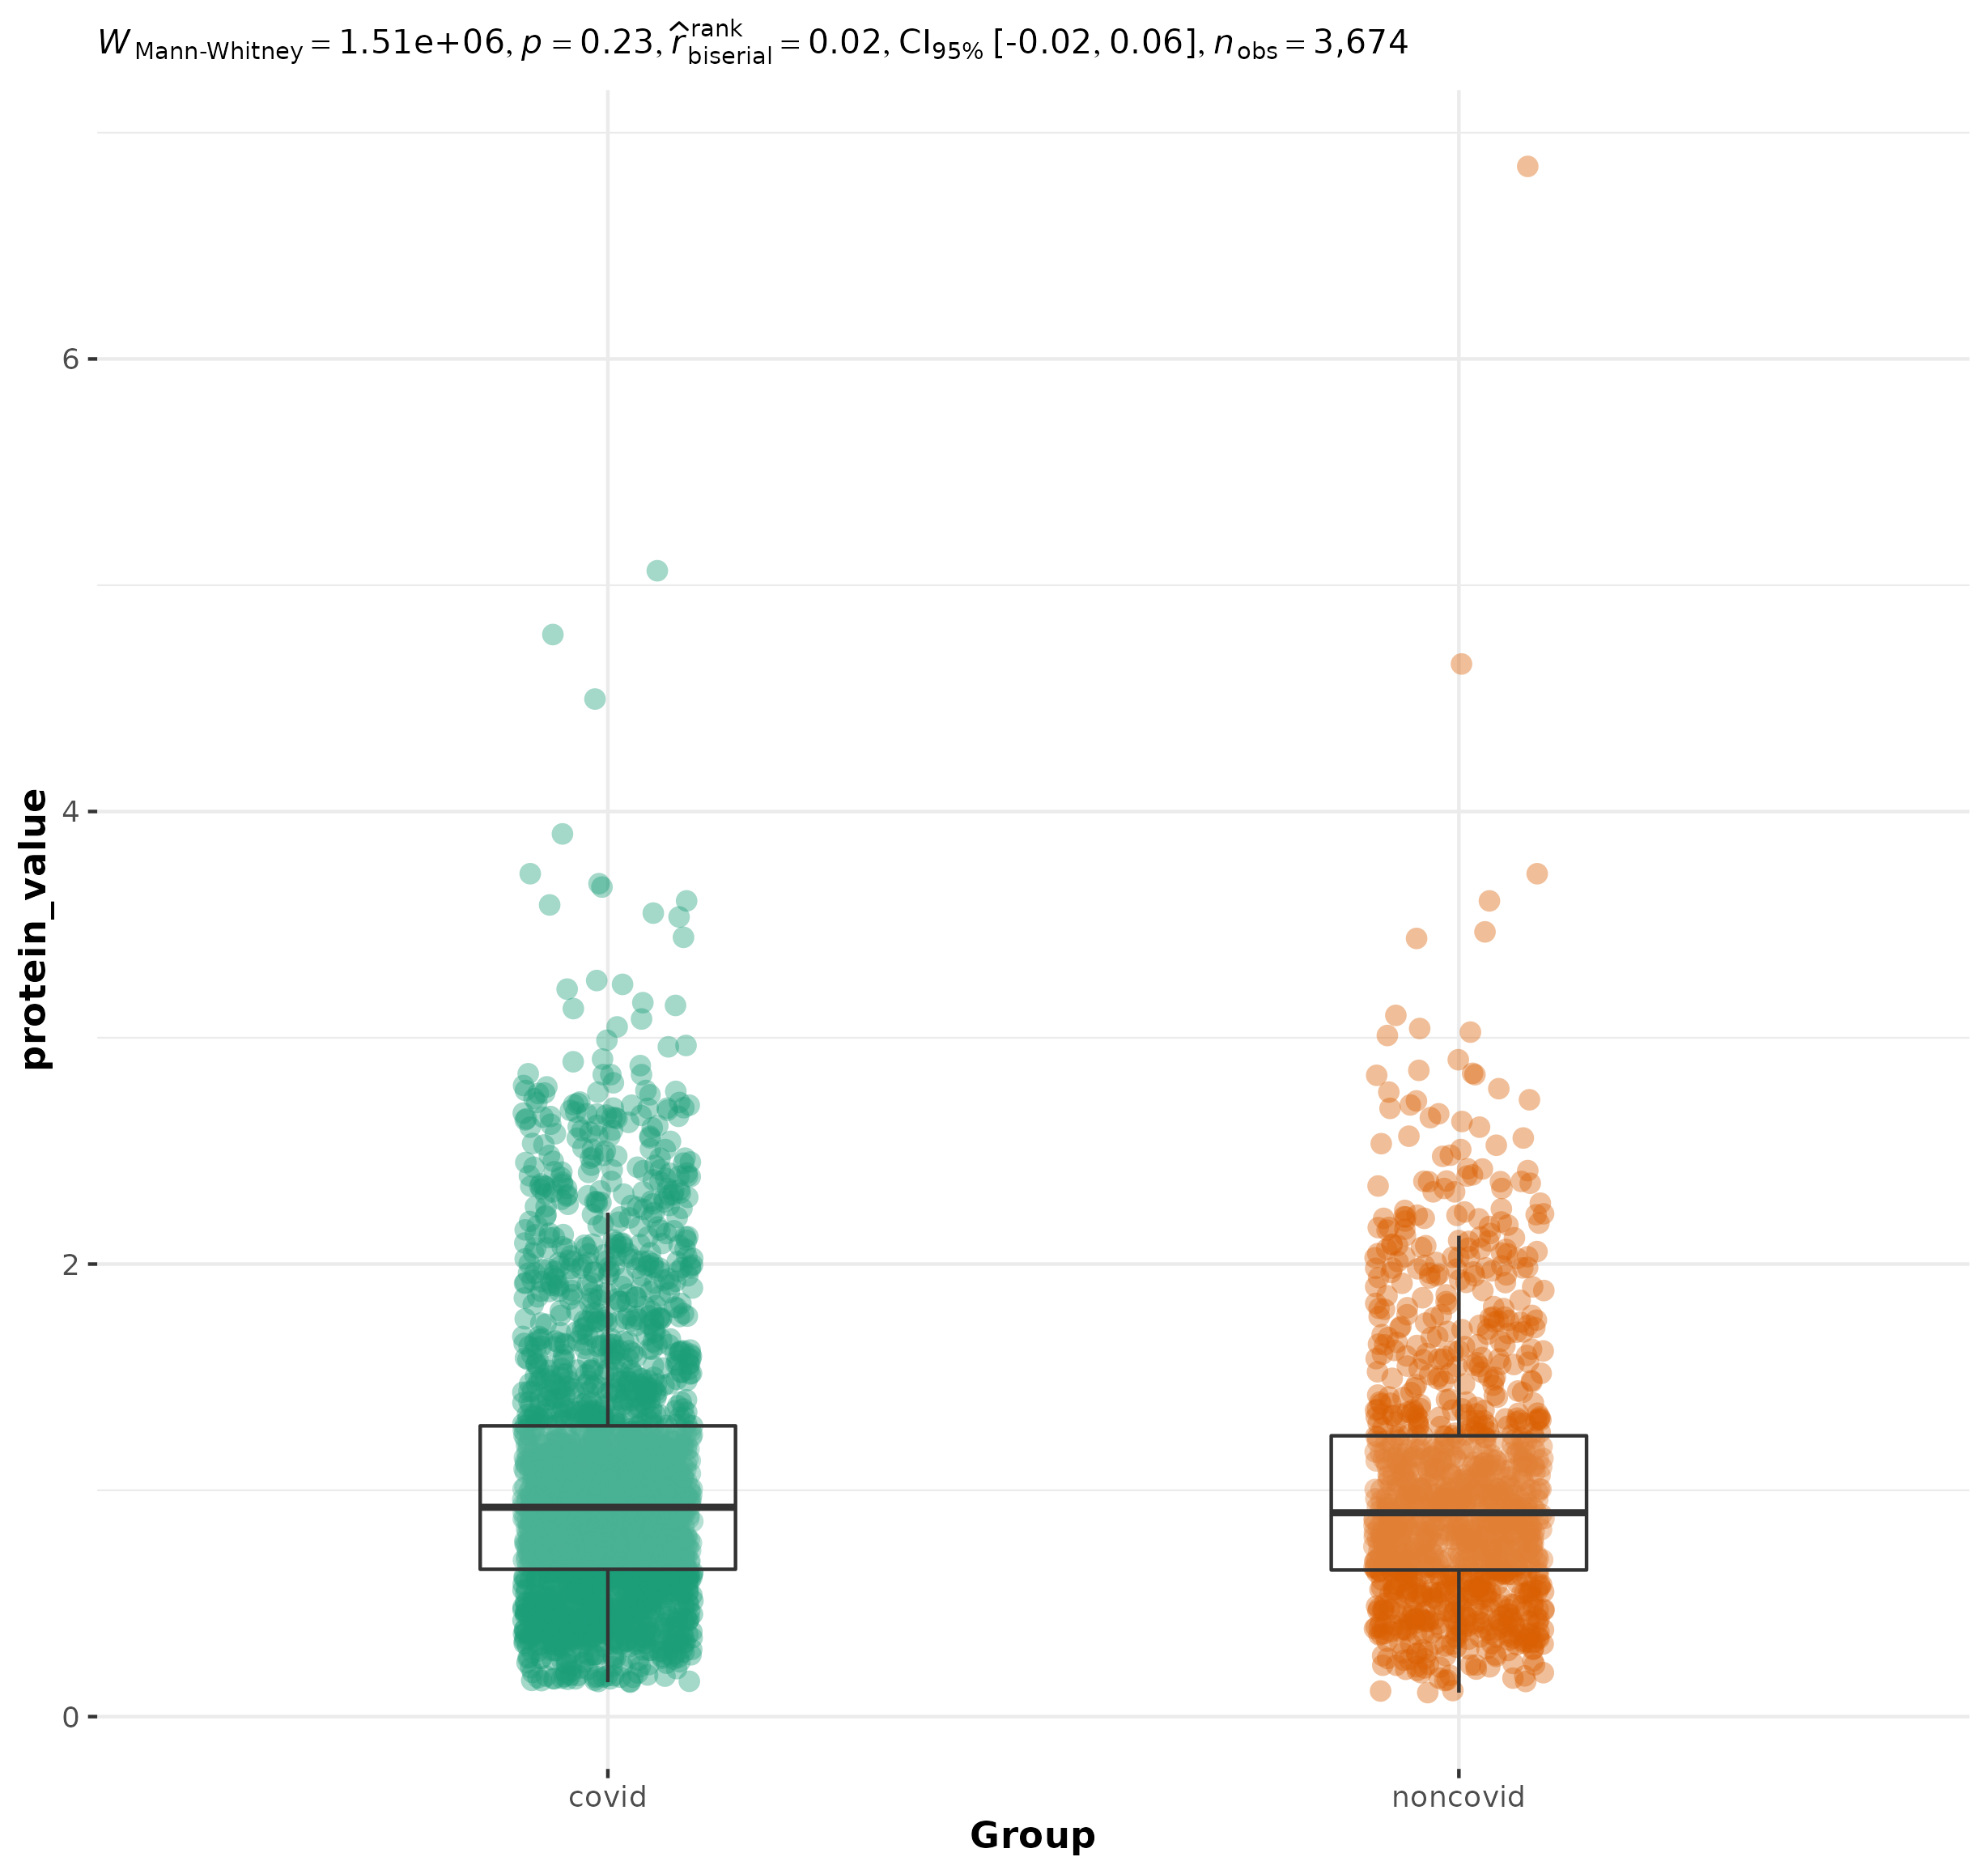 W Mann-Whitney = 1.51e+06, p = 0.23, r̂ rank biserial = 0.02, CI95% [-0.02, 0.06], n obs = 3,674
6
4
2
0
protein_value
covid
noncovid
Group